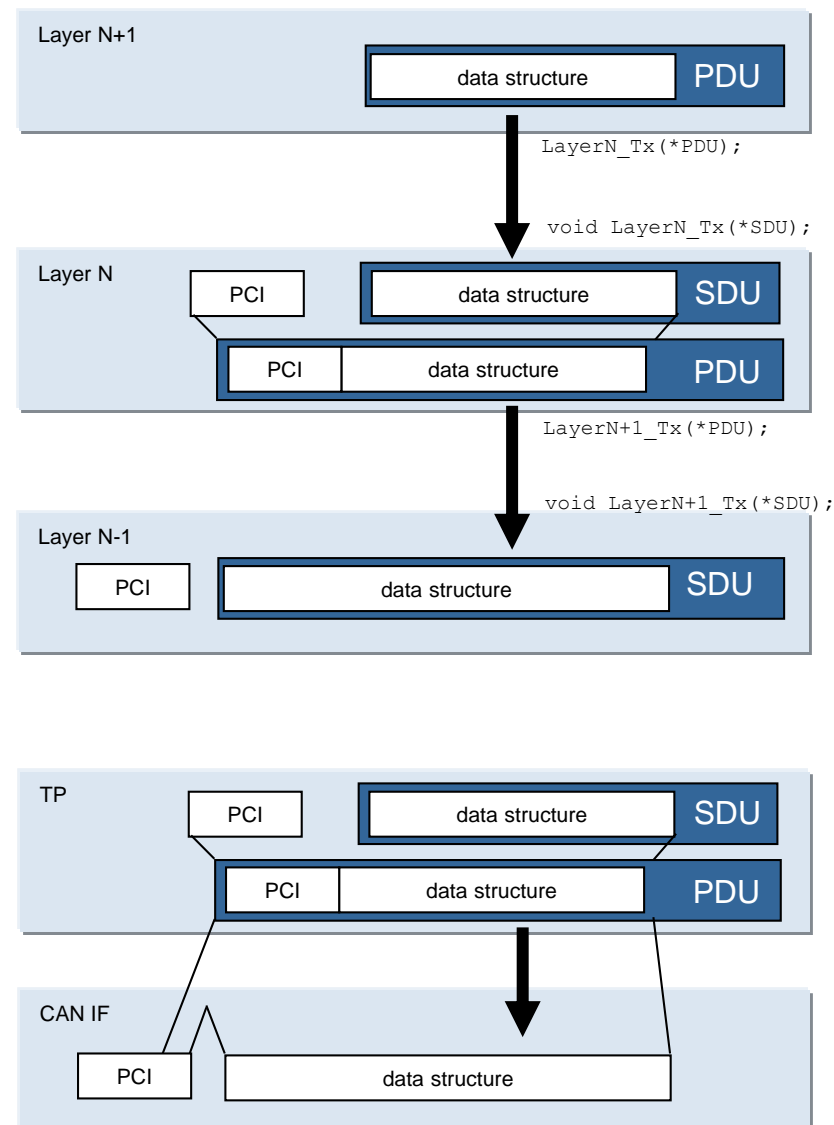 Layer N+1
data structure PDU
LayerN_Tx(*PDU);
void LayerN_Tx(*SDU);
Layer N
PCI data structure SDU
PCI data structure PDU
LayerN+1_Tx(*PDU);
void LayerN+1_Tx(*SDU);
Layer N-1
PCI data structure SDU
TP
PCI data structure SDU
PCI data structure PDU
CAN IF
PCI data structure